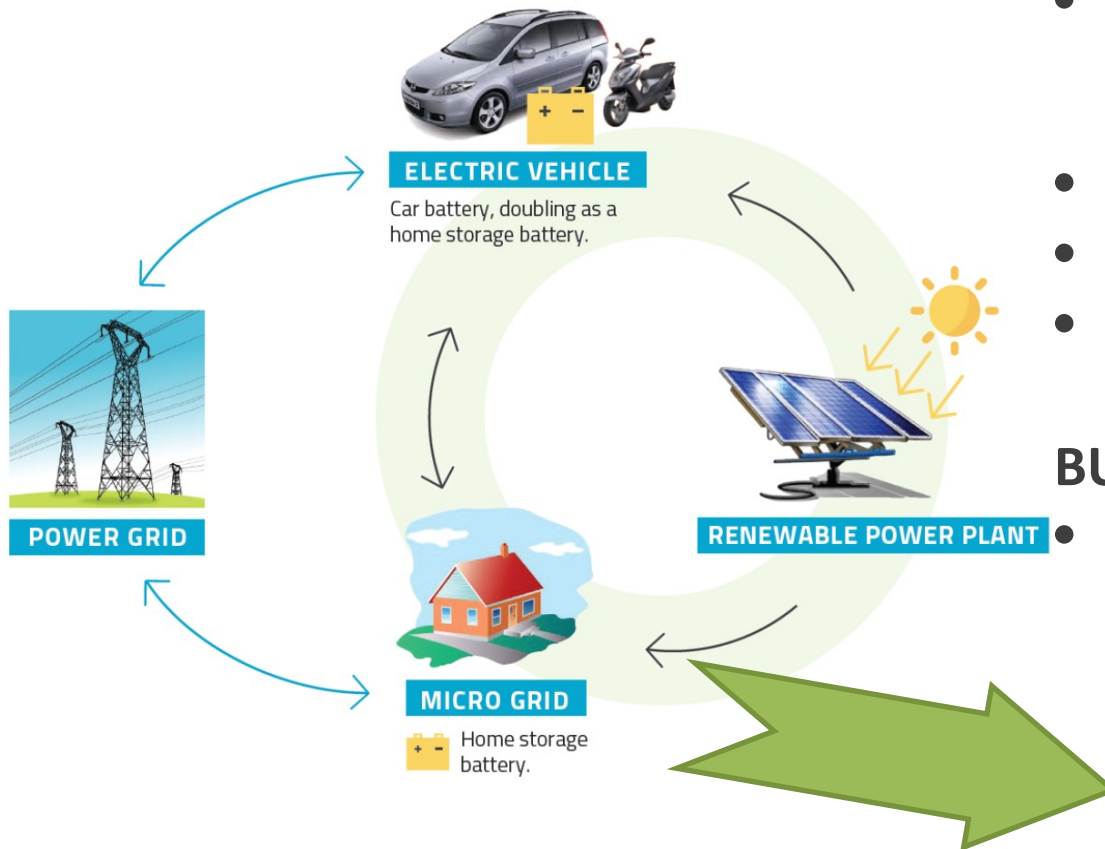 ELECTRIC VEHICLE
Car battery, doubling as a
home storage battery.
POWER GRID
BU
RENEWABLE POWER PLANT
MICRO GRID
Home storage
battery.